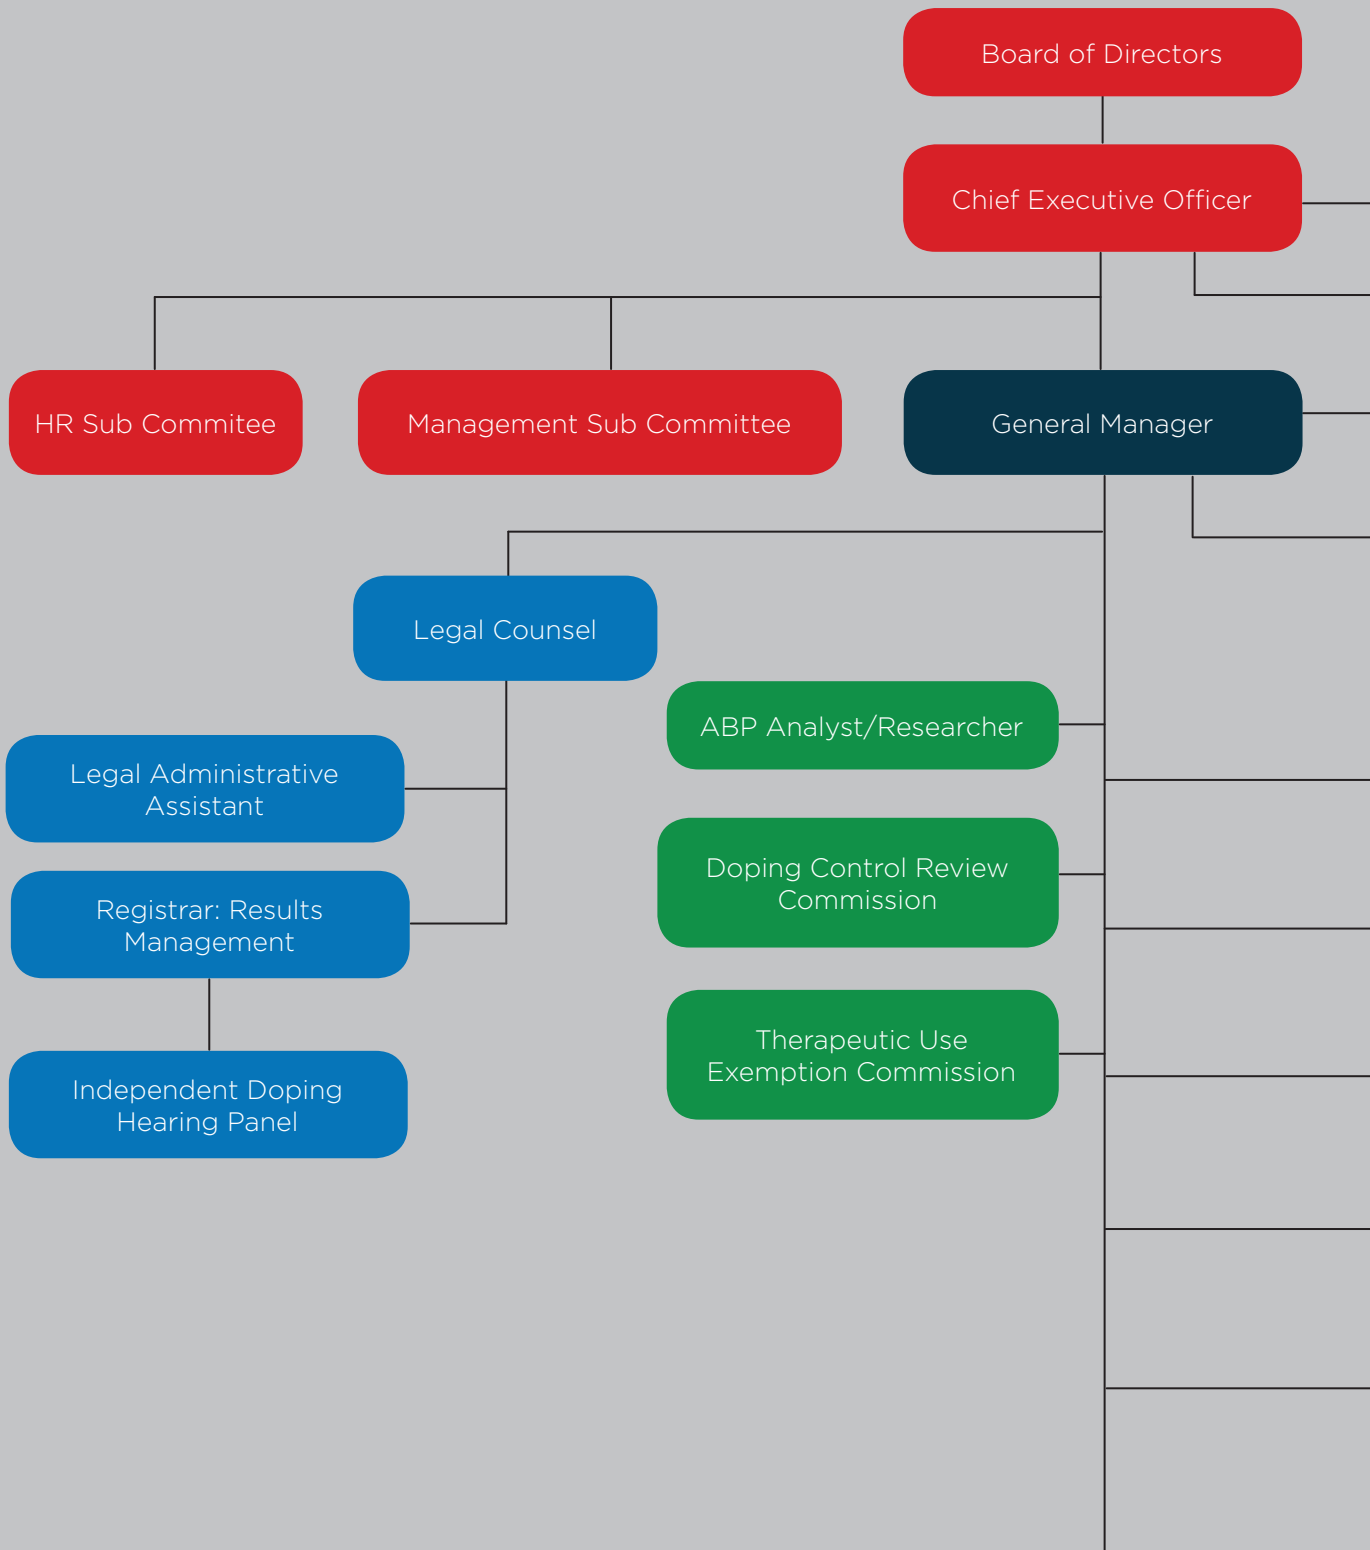 Board of Directors
Chief Executive Officer
HR Sub Commitee
Management Sub Committee
General Manager
Legal Counsel
ABP Analyst/Researcher
Legal Administrative
Assistant
Doping Control Review
Commission
Registrar: Results
Management
Therapeutic Use
Exemption Commission
Independent Doping
Hearing Panel